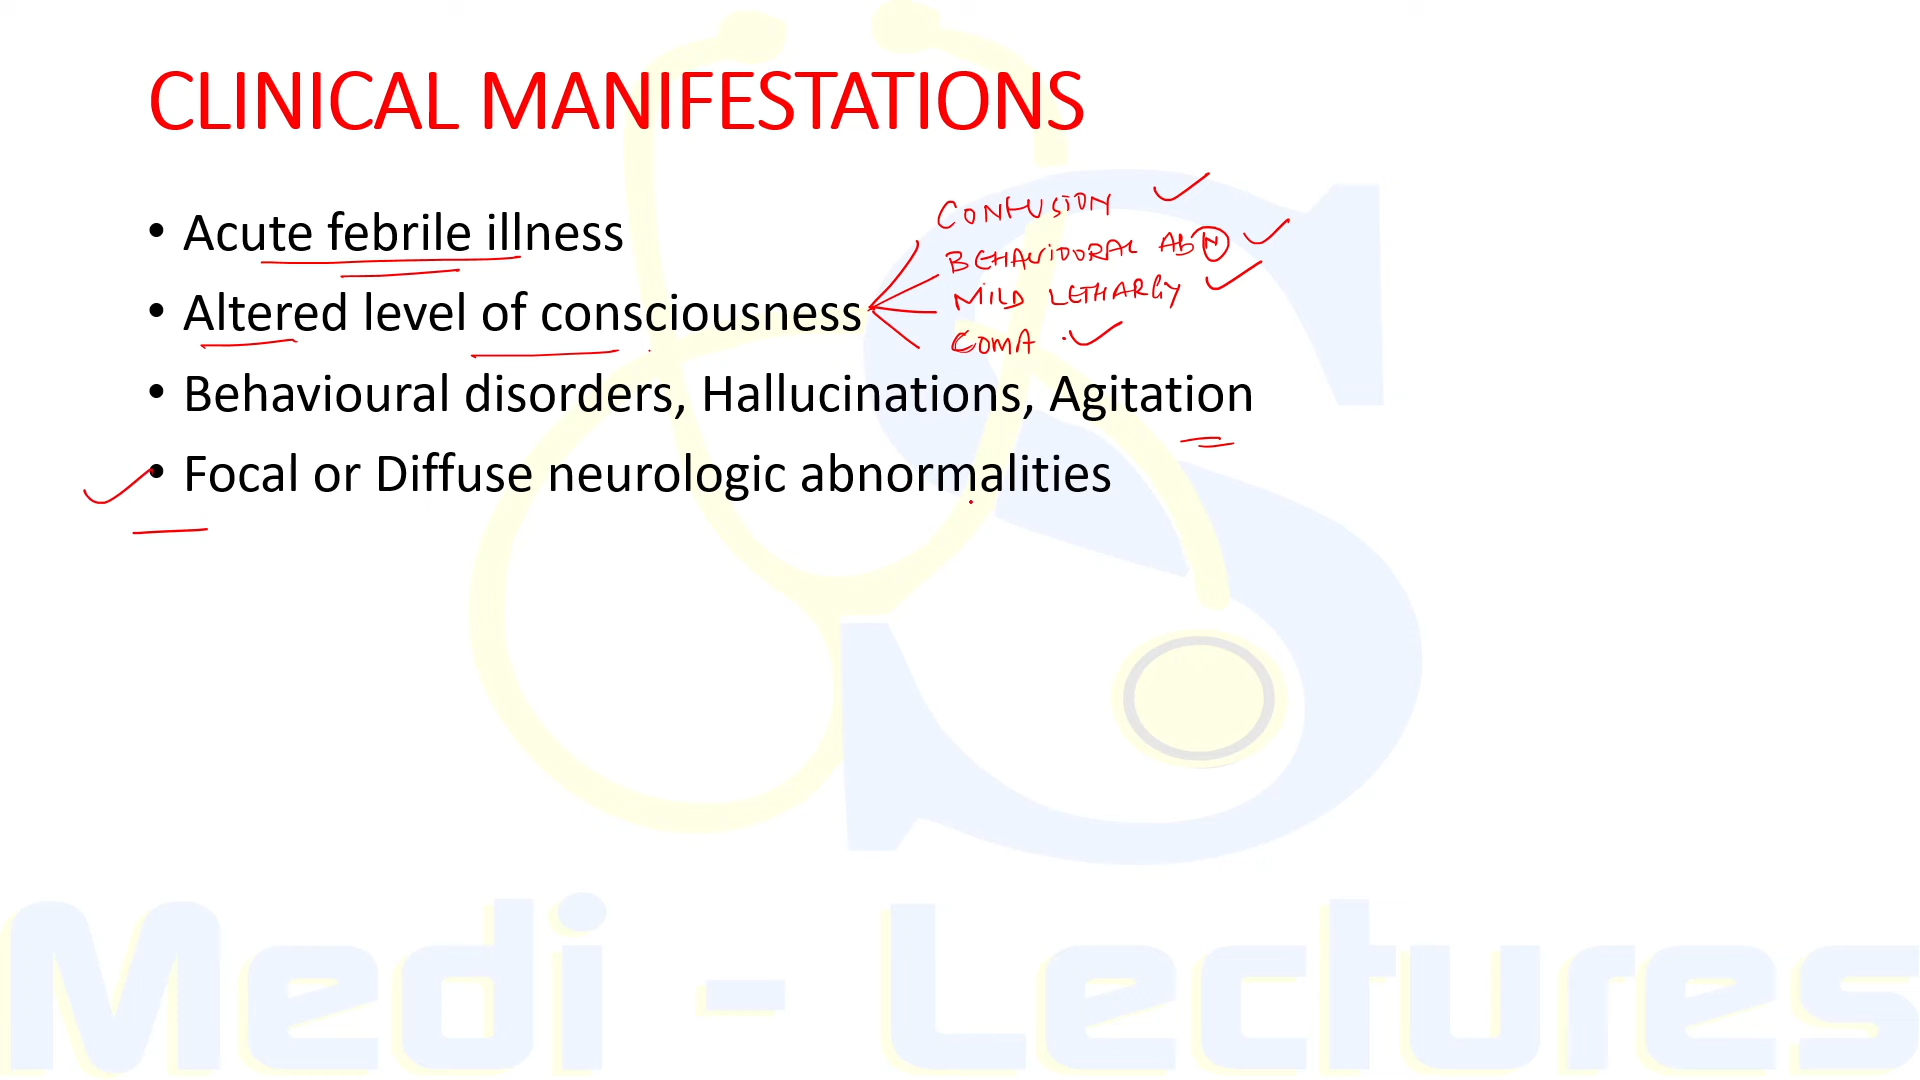 CLINICAL MANIFESTATIONS
• Acute febrile illness
CONFUSION
BEHAVIOURAL Ab N
MILD LETHARGY
COMA
• Altered level of consciousness
• Behavioural disorders, Hallucinations, Agitation
• Focal or Diffuse neurologic abnormalities
Medi - Lectures